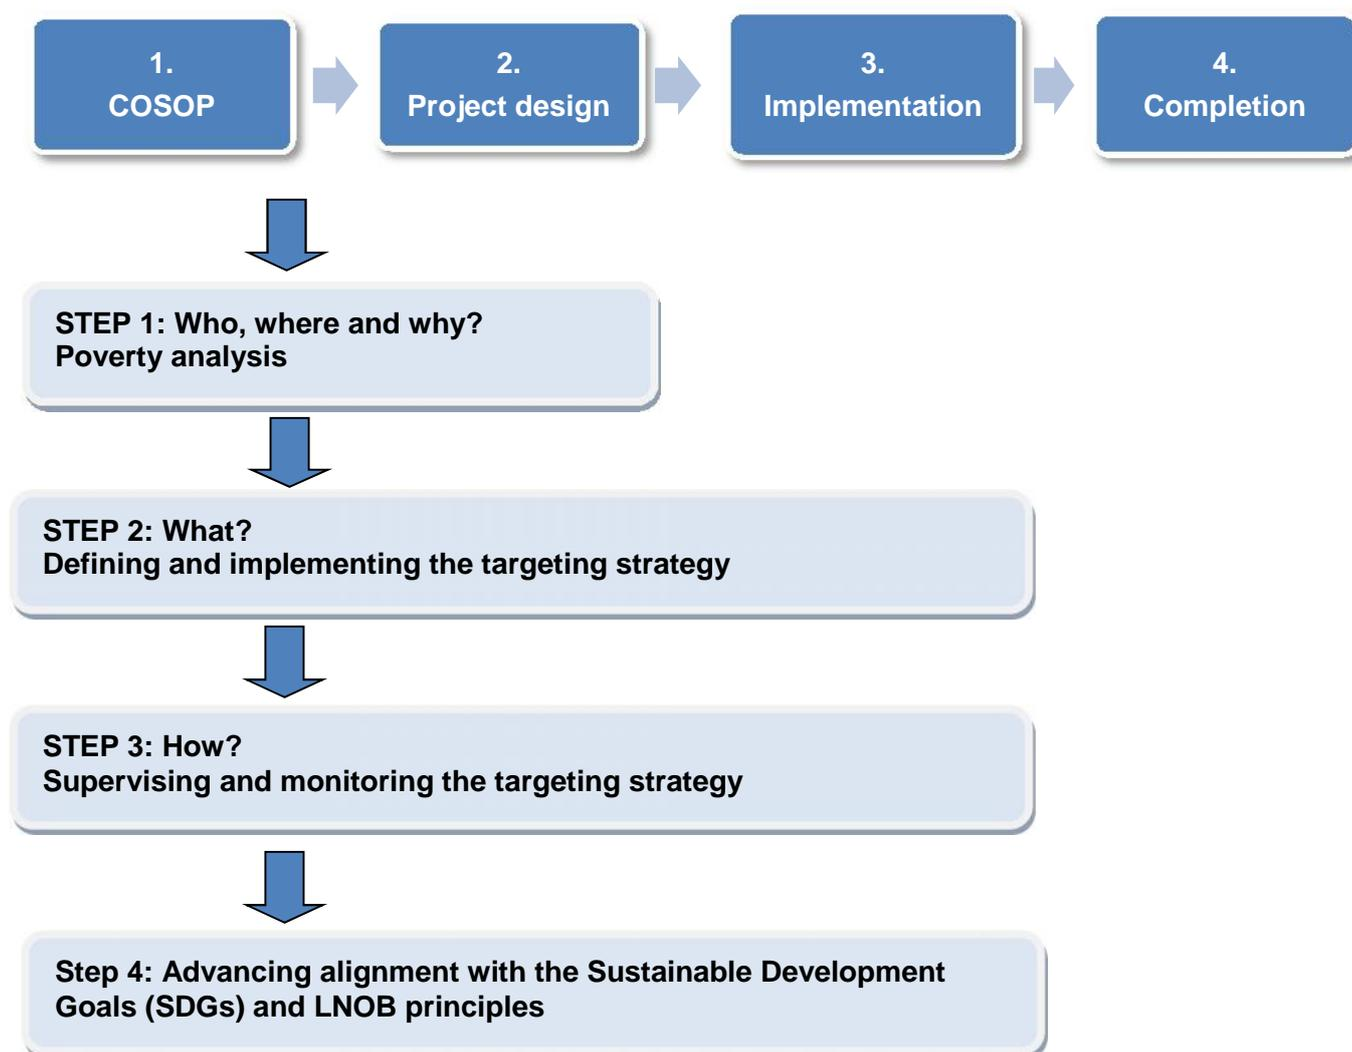 1.
COSOP
2.
Project design
3.
Implementation
4.
Completion
STEP 1: Who, where and why?
Poverty analysis
STEP 2: What?
Defining and implementing the targeting strategy
STEP 3: How?
Supervising and monitoring the targeting strategy
Step 4: Advancing alignment with the Sustainable Development
Goals (SDGs) and LNOB principles